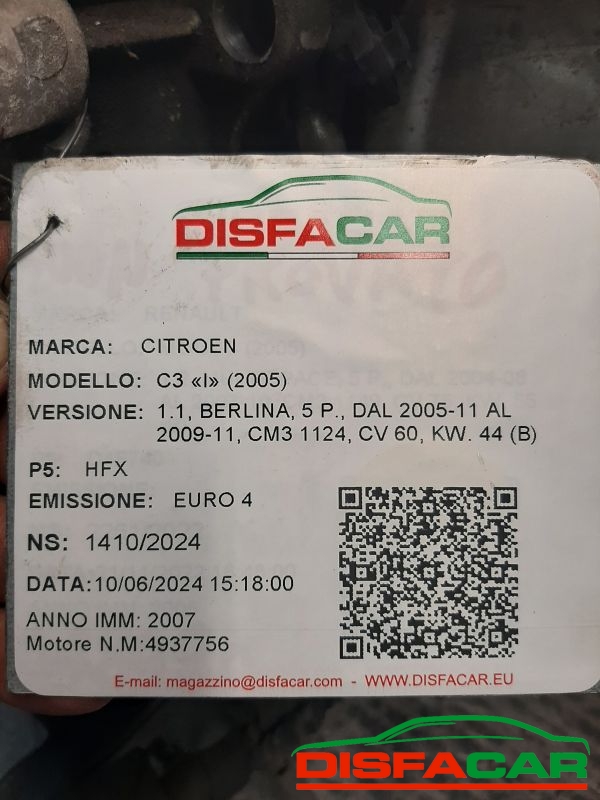 DISFACAR
MARCA: CITROEN
MODELLO: C3 «I» (2005)
VERSIONE: 1.1, BERLINA, 5 P., DAL 2005-11 AL
2009-11, CM3 1124, CV 60, KW. 44 (B)
P5: HFX
EMISSIONE: EURO 4
NS: 1410/2024
DATA:10/06/2024 15:18:00
ANNO IMM: 2007
Motore N.M:4937756
E-mail: magazzino@disfacar.com - WWW.DISFACAR.EU
DISFACAR